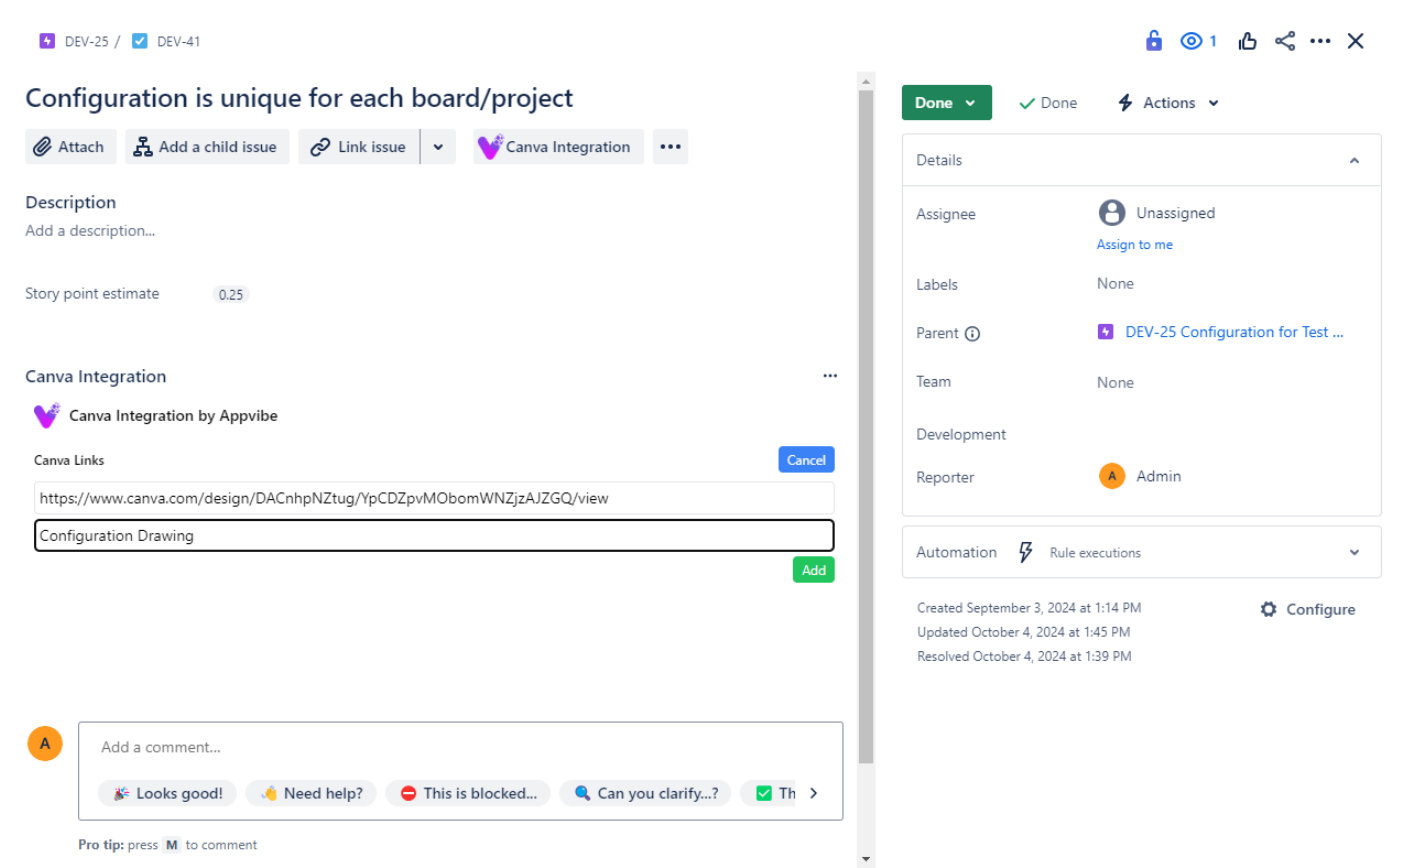 DEV-25 / DEV-41
1
Configuration is unique for each board/project
Attach
Add a child issue
Link issue
Canva Integration
Description
Add a description...
Story point estimate
0.25
Canva Integration
Canva Integration by Appvibe
Canva Links
Cancel
https://www.canva.com/design/DACnhpNZtug/YpCDZpvMObomWNZjzAJZGQ/view
Configuration Drawing
Add
A
Add a comment...
Looks good!
Need help?
This is blocked...
Can you clarify...?
Th
Pro tip: press M to comment
Done
Done
Actions
Details
Assignee
Unassigned
Assign to me
Labels
None
Parent
DEV-25 Configuration for Test ...
Team
None
Development
Reporter
A
Admin
Automation
Rule executions
Created September 3, 2024 at 1:14 PM
Configure
Updated October 4, 2024 at 1:45 PM
Resolved October 4, 2024 at 1:39 PM